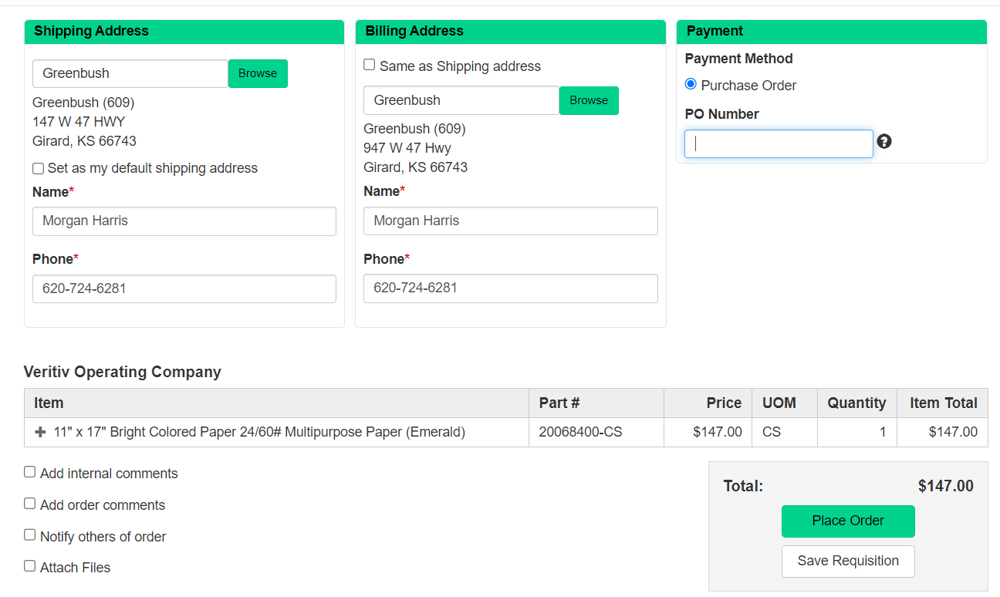 Shipping Address
Greenbush
Browse
Greenbush (609)
147 W 47 HWY
Girard, KS 66743
Set as my default shipping address
Name*
Morgan Harris
Phone*
620-724-6281
Billing Address
Same as Shipping address
Greenbush
Browse
Greenbush (609)
947 W 47 Hwy
Girard, KS 66743
Name*
Morgan Harris
Phone*
620-724-6281
Payment
Payment Method
Purchase Order
PO Number
?
Veritiv Operating Company
Item Part # Price UOM Quantity Item Total
11" x 17" Bright Colored Paper 24/60# Multipurpose Paper (Emerald) 20068400-CS $147.00 CS 1 $147.00
Add internal comments
Add order comments
Notify others of order
Attach Files
Total: $147.00
Place Order
Save Requisition